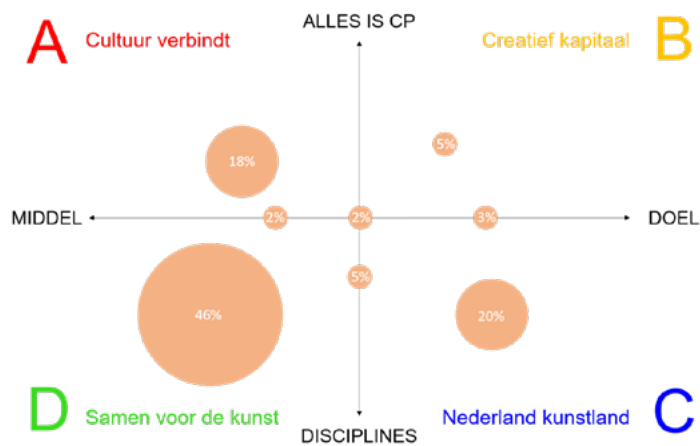 A Cultuur verbindt
ALLES IS CP
Creatief kapitaal B
5%
18%
MIDDEL
2%
2%
3%
DOEL
5%
46%
20%
D Samen voor de kunst
DISCIPLINES
Nederland kunstland C